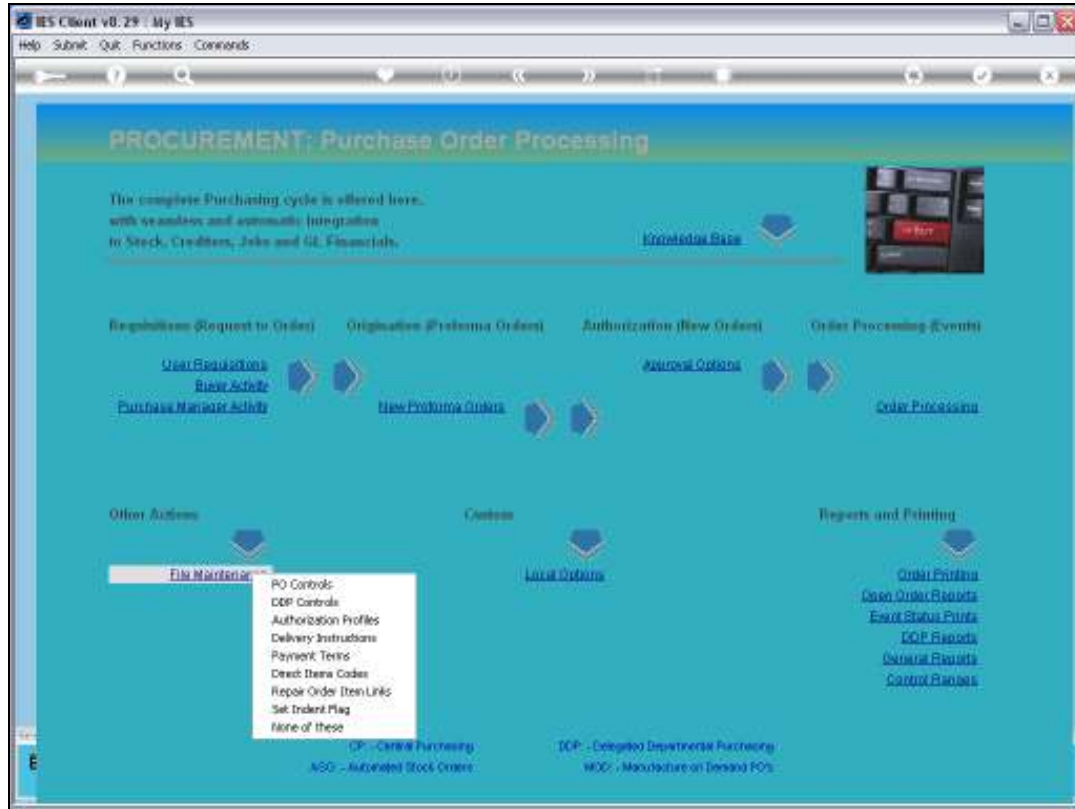 IES Client v8.29 : My IES
Help Submit Quit Functions Commands
PROCUREMENT: Purchase Order Processing
The complete Purchasing cycle is offered here,
with seamless and automatic integration
to Stock, Creditors, Jobs and GL Financials.
Knowledge Base
Requisitions (Request to Order) Origination (Proforma Orders) Authorization (New Orders) Order Processing (Events)
User Requisitions Approval Options
Buyer Activity
Purchase Manager Activity New Proforma Orders Order Processing
Other Actions Custom Reports and Printing
File Maintenance Local Options Order Printing
PO Controls
DDP Controls
Authorization Profiles
Delivery Instructions
Payment Terms
Direct Items Codes
Repair Order Item Links
Set Indent Flag
None of these
Open Order Reports
Event Status Prints
DDP Reports
General Reports
Control Ranges
CP: - Central Purchasing DDP: - Delegated Departmental Purchasing
ASO: - Automated Stock Orders MOD: - Manufacture on Demand PO's